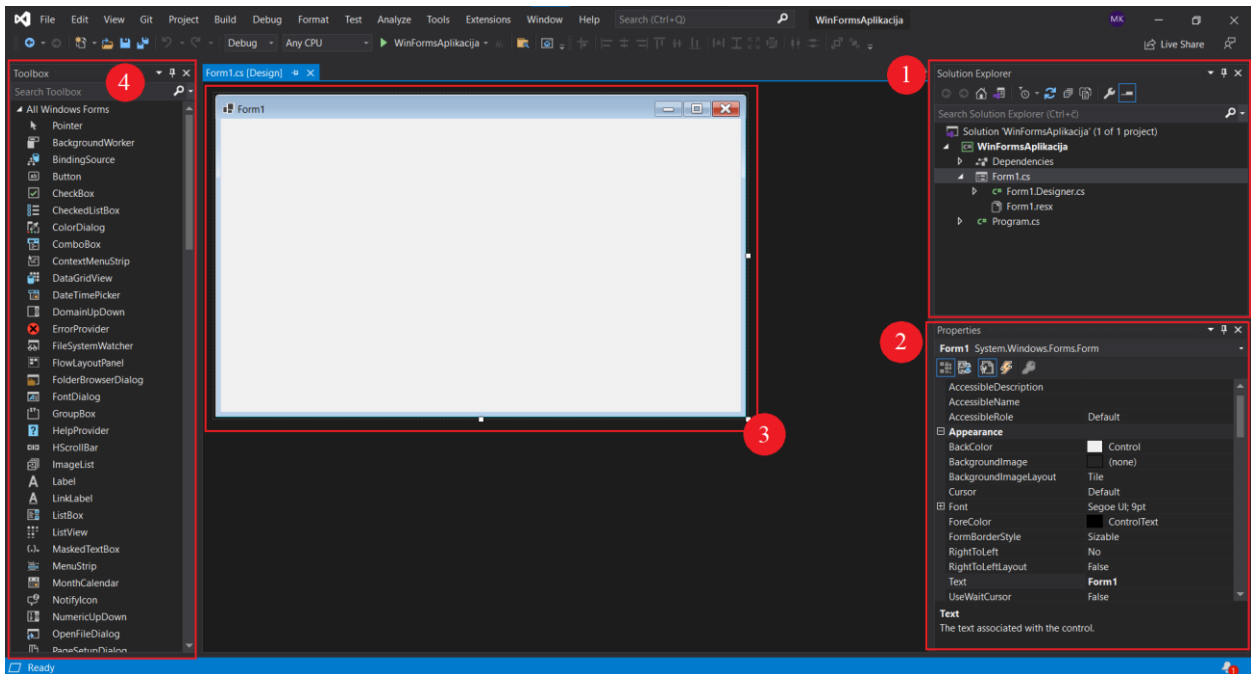 File Edit View Git Project Build Debug Format Test Analyze Tools Extensions Window Help Search (Ctrl+Q) WinFormsAplikacija MK
Debug Any CPU WinFormsAplikacija Live Share
Toolbox
4
Search Toolbox
All Windows Forms
Pointer
BackgroundWorker
BindingSource
Button
CheckBox
CheckedListBox
ColorDialog
ComboBox
ContextMenuStrip
DataGridView
DateTimePicker
DomainUpDown
ErrorProvider
FileSystemWatcher
FlowLayoutPanel
FolderBrowserDialog
FontDialog
GroupBox
HelpProvider
HScrollBar
ImageList
Label
LinkLabel
ListBox
ListView
MaskedTextBox
MenuStrip
MonthCalendar
NotifyIcon
NumericUpDown
OpenFileDialog
PageSetupDialog
Form1.cs [Design]
Form1
3
1
Solution Explorer
Search Solution Explorer (Ctrl+č)
Solution 'WinFormsAplikacija' (1 of 1 project)
C# WinFormsAplikacija
Dependencies
Form1.cs
C# Form1.Designer.cs
Form1.resx
C# Program.cs
2
Properties
Form1 System.Windows.Forms.Form
AccessibleDescription
AccessibleName
AccessibleRole Default
Appearance
BackColor Control
BackgroundImage (none)
BackgroundImageLayout Tile
Cursor Default
Font Segoe UI; 9pt
ForeColor ControlText
FormBorderStyle Sizable
RightToLeft No
RightToLeftLayout False
Text Form1
UseWaitCursor False
Text
The text associated with the control.
Ready 1